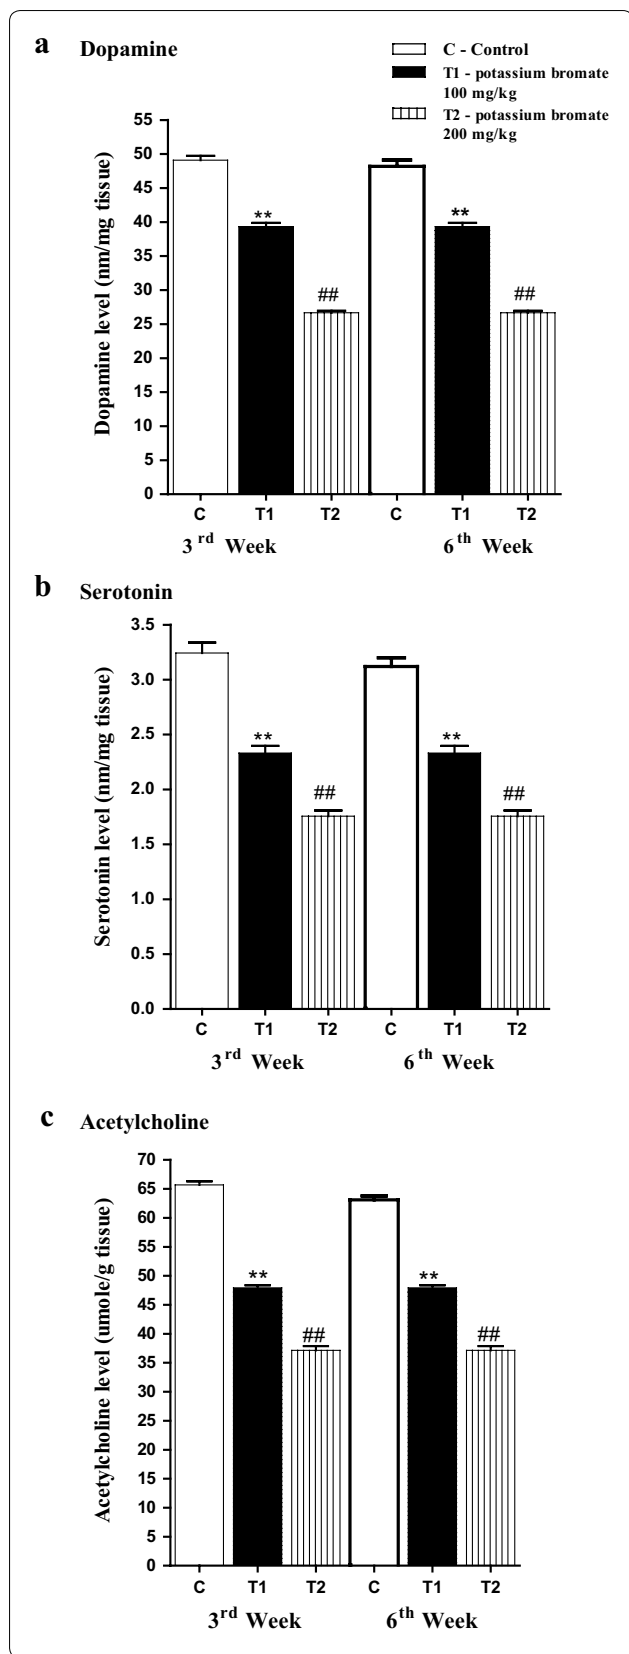 a Dopamine
C - Control
T1 - potassium bromate
100 mg/kg
T2 - potassium bromate
200 mg/kg
Dopamine level (nm/mg tissue)
55
50
45
40
35
30
25
20
15
10
5
0
** ## ** ##
C T1 T2 C T1 T2
3rd Week 6th Week
b Serotonin
Serotonin level (nm/mg tissue)
3.5
3.0
2.5
2.0
1.5
1.0
0.5
0.0
** ## ** ##
C T1 T2 C T1 T2
3rd Week 6th Week
c Acetylcholine
Acetylcholine level (umole/g tissue)
70
65
60
55
50
45
40
35
30
25
20
15
10
5
0
** ## ** ##
C T1 T2 C T1 T2
3rd Week 6th Week